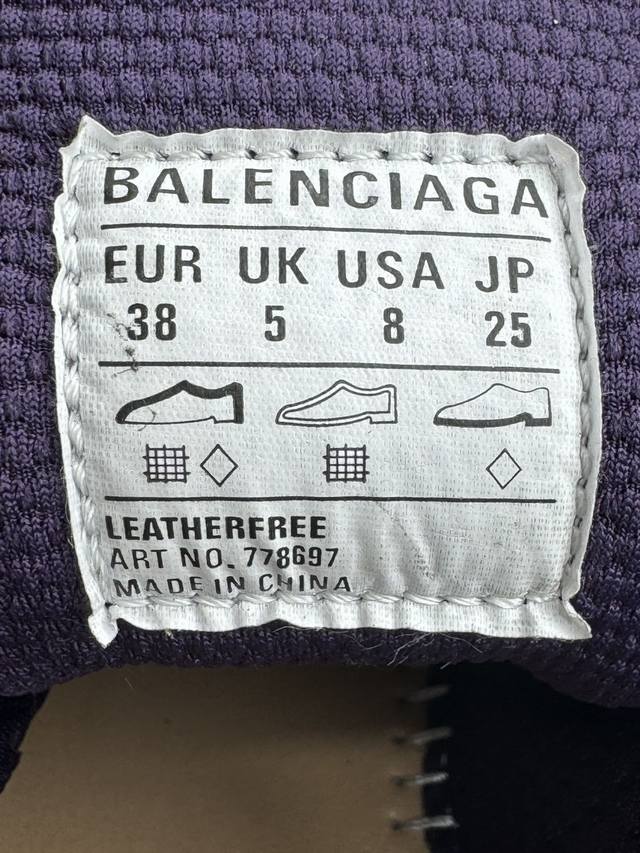 BALENCIAGA
EUR UK USA JP
38 5 8 25
LEATHERFREE
ART NO. 778697
MADE IN CHINA